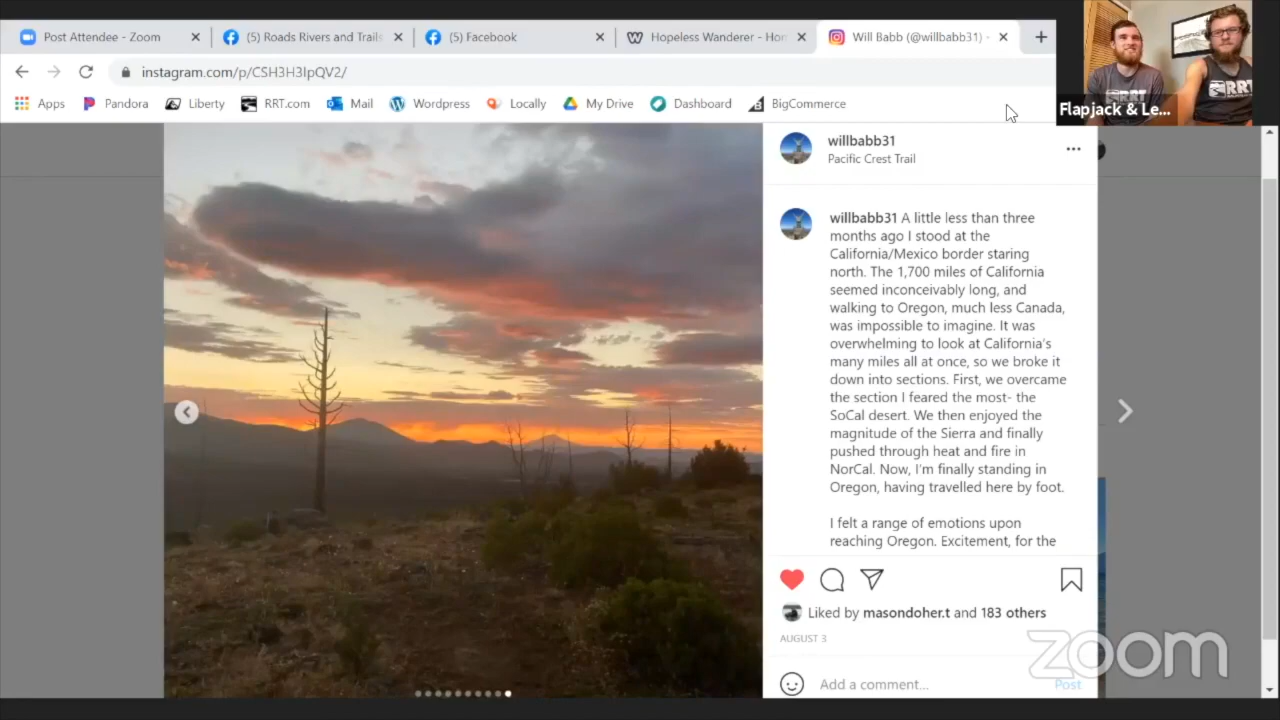 Post Attendee - Zoom
(5) Roads Rivers and Trails
(5) Facebook
Hopeless Wanderer - Hom
Will Babb (@willbabb31) -
instagram.com/p/CSH3H3IpQV2/
Apps
Pandora
Liberty
RRT.com
Mail
Wordpress
Locally
My Drive
Dashboard
BigCommerce
RRT
RRT
Flapjack & Le...
willbabb31
Pacific Crest Trail
willbabb31 A little less than three
months ago I stood at the
California/Mexico border staring
north. The 1,700 miles of California
seemed inconceivably long, and
walking to Oregon, much less Canada,
was impossible to imagine. It was
overwhelming to look at California's
many miles all at once, so we broke it
down into sections. First, we overcame
the section I feared the most- the
SoCal desert. We then enjoyed the
magnitude of the Sierra and finally
pushed through heat and fire in
NorCal. Now, I'm finally standing in
Oregon, having travelled here by foot.
I felt a range of emotions upon
reaching Oregon. Excitement, for the
Liked by masondoher.t and 183 others
AUGUST 3
Add a comment...
Post
zoom